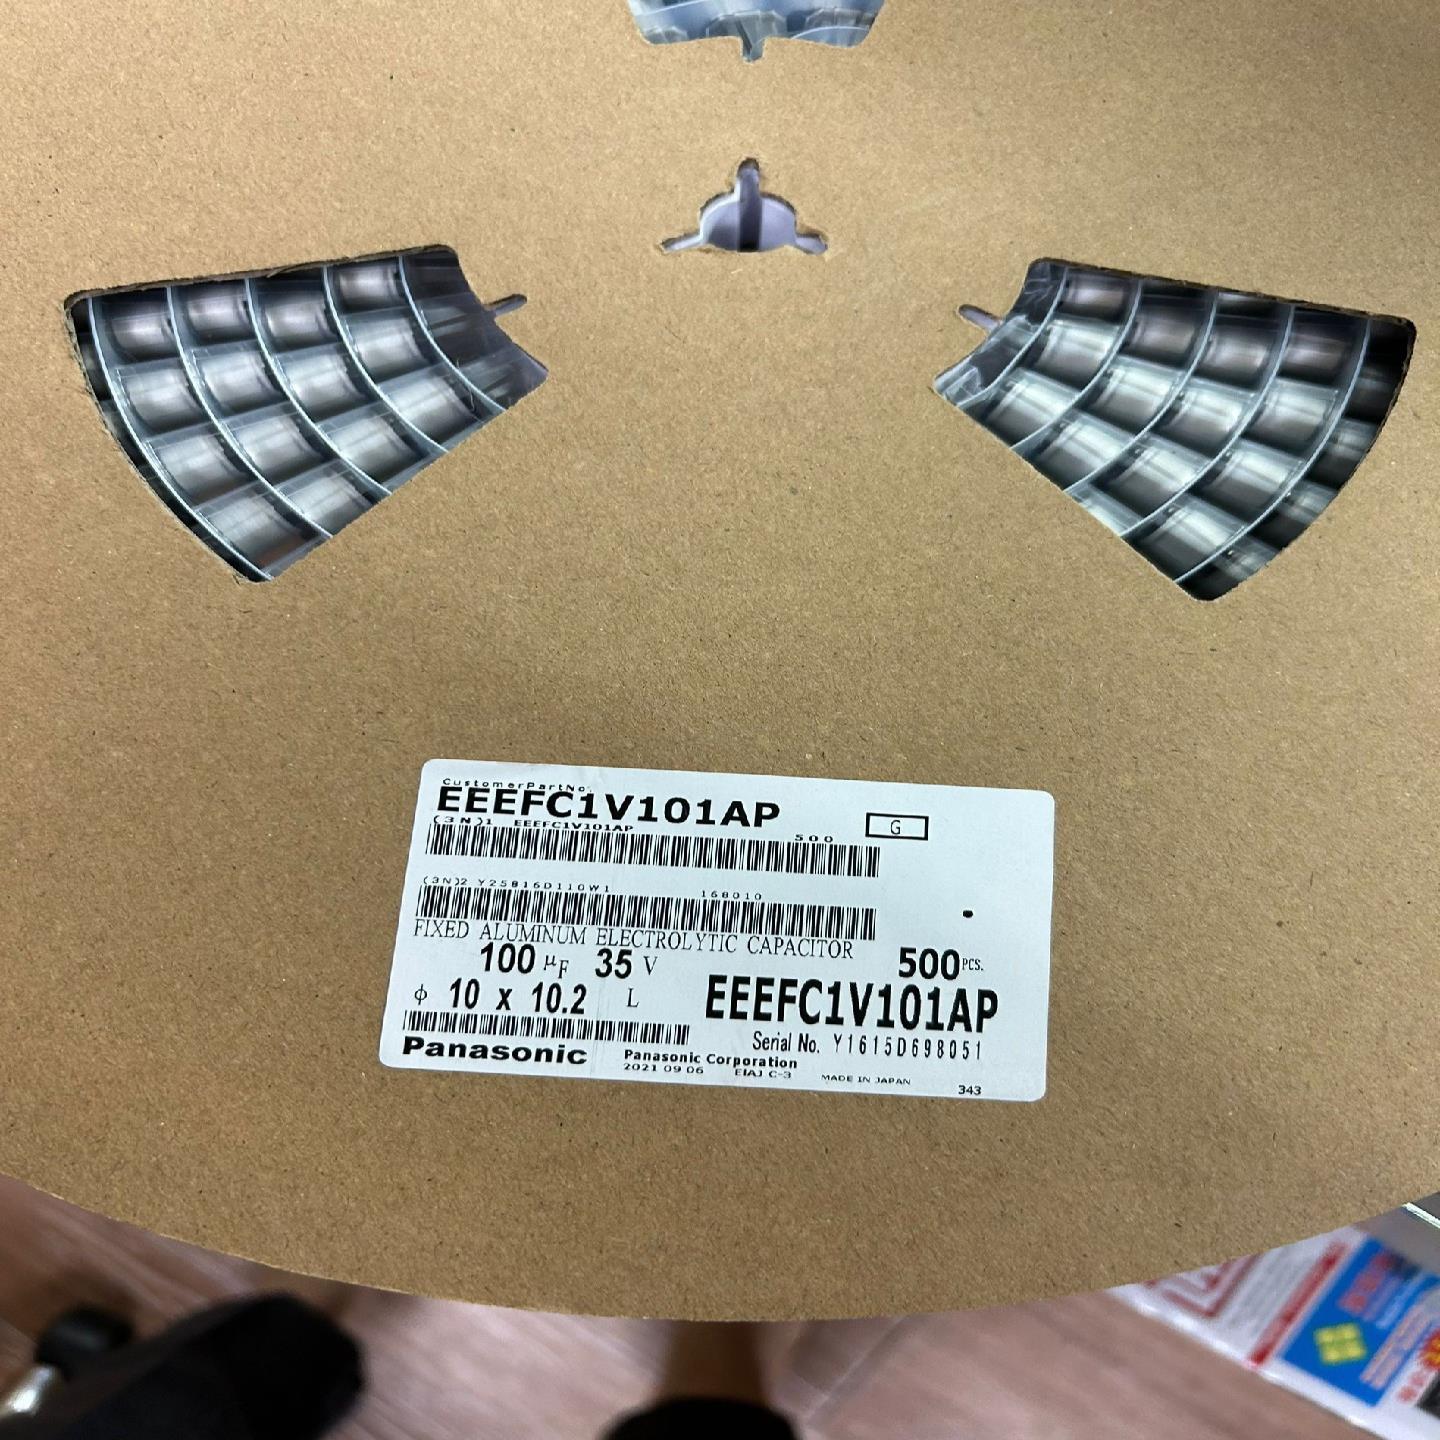 CustomerPartNo.
EEEFC1V101AP
G
(3N)1 EEEFC1V101AP 500
(3N)2 Y25816D110W1 168010
FIXED ALUMINUM ELECTROLYTIC CAPACITOR
100 μF 35 V 500 PCS.
φ 10 x 10.2 L EEEFC1V101AP
Serial No. Y1615D698051
Panasonic Panasonic Corporation
2021 09 06 EIAJ C-3 MADE IN JAPAN 343